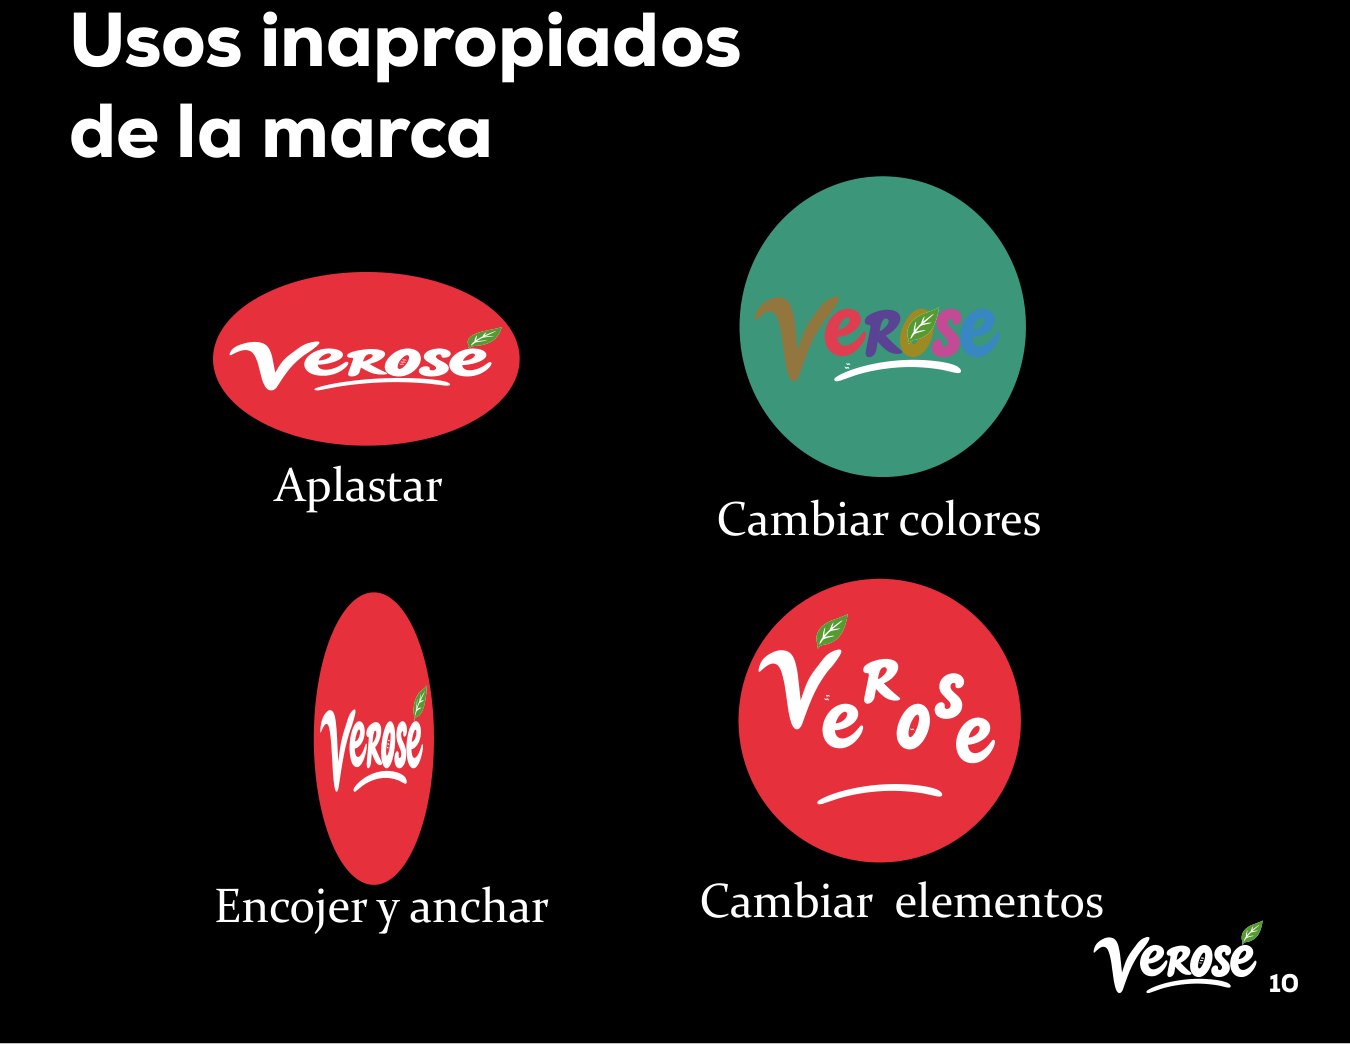 Usos inapropiados
de la marca
Verose
Aplastar
Verose
Cambiar colores
Verose
Encojer y anchar
Verose
Cambiar elementos
Verose
10